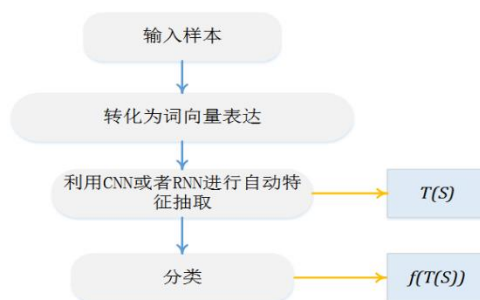 输入样本
转化为词向量表达
利用CNN或者RNN进行自动特
征抽取
T(S)
分类
f(T(S))